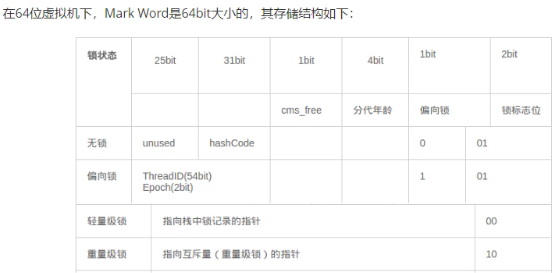 在64位虚拟机下，Mark Word是64bit大小的，其存储结构如下：
锁状态 25bit 31bit 1bit 4bit 1bit 2bit
cms_free 分代年龄 偏向锁 锁标志位
无锁 unused hashCode 0 01
偏向锁 ThreadID(54bit) 1 01
Epoch(2bit)
轻量级锁 指向栈中锁记录的指针 00
重量级锁 指向互斥量（重量级锁）的指针 10